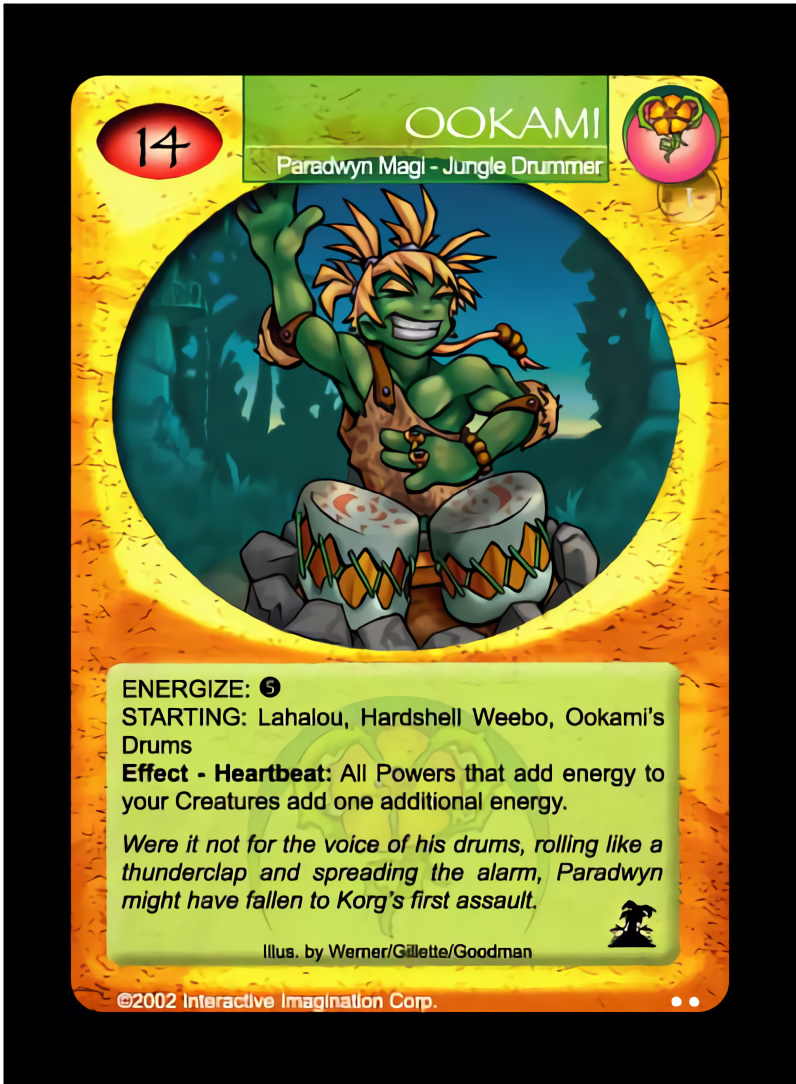 14
OOKAMI
Paradwyn Magi - Jungle Drummer
ENERGIZE: 5
STARTING: Lahalou, Hardshell Weebo, Ookami's
Drums
Effect - Heartbeat: All Powers that add energy to
your Creatures add one additional energy.
Were it not for the voice of his drums, rolling like a
thunderclap and spreading the alarm, Paradwyn
might have fallen to Korg's first assault.
Illus. by Werner/Gillette/Goodman
©2002 Interactive Imagination Corp.